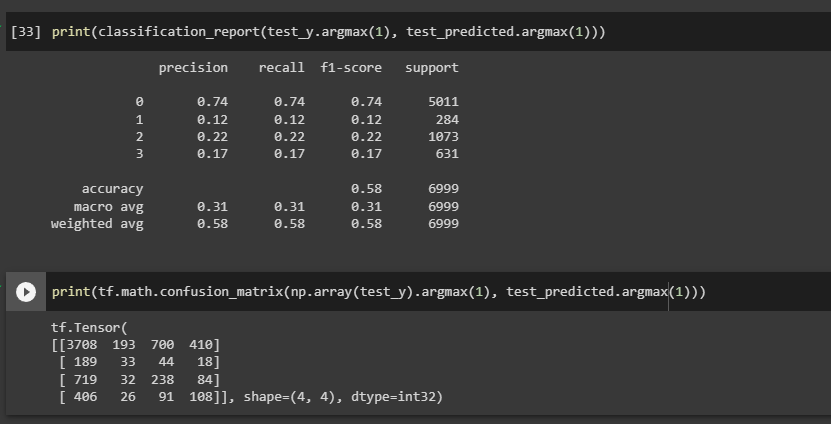 [33] print(classification_report(test_y.argmax(1), test_predicted.argmax(1)))
precision recall f1-score support
0 0.74 0.74 0.74 5011
1 0.12 0.12 0.12 284
2 0.22 0.22 0.22 1073
3 0.17 0.17 0.17 631
accuracy 0.58 6999
macro avg 0.31 0.31 0.31 6999
weighted avg 0.58 0.58 0.58 6999
print(tf.math.confusion_matrix(np.array(test_y).argmax(1), test_predicted.argmax(1)))
tf.Tensor(
[[3708 193 700 410]
[ 189 33 44 18]
[ 719 32 238 84]
[ 406 26 91 108]], shape=(4, 4), dtype=int32)